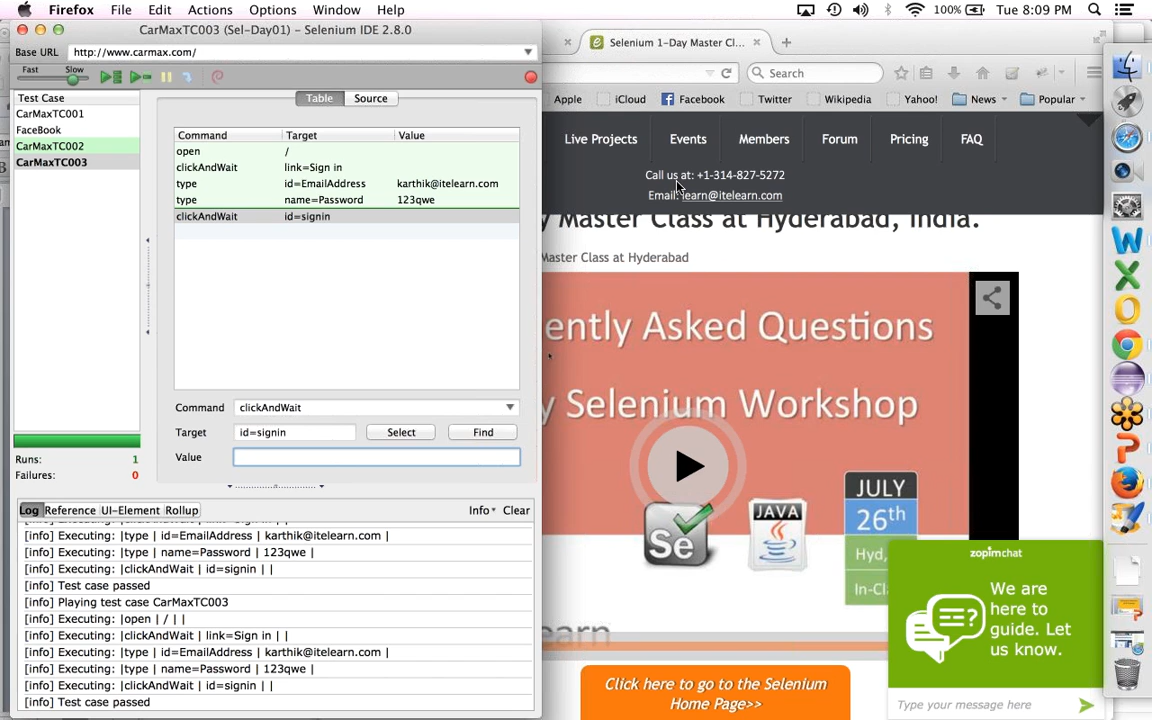 Firefox File Edit Actions Options Window Help 100% Tue 8:09 PM
CarMaxTC003 (Sel-Day01) - Selenium IDE 2.8.0
Base URL http://www.carmax.com/
Fast Slow
Test Case
CarMaxTC001
FaceBook
CarMaxTC002
CarMaxTC003
Table Source
Command Target Value
open /
clickAndWait link=Sign in
type id=EmailAddress karthik@itelearn.com
type name=Password 123qwe
clickAndWait id=signin
Command clickAndWait
Target id=signin Select Find
Value
Runs: 1
Failures: 0
Log Reference UI-Element Rollup Info Clear
[info] Executing: |type | id=EmailAddress | karthik@itelearn.com |
[info] Executing: |type | name=Password | 123qwe |
[info] Executing: |clickAndWait | id=signin | |
[info] Test case passed
[info] Playing test case CarMaxTC003
[info] Executing: |open | / | |
[info] Executing: |clickAndWait | link=Sign in | |
[info] Executing: |type | id=EmailAddress | karthik@itelearn.com |
[info] Executing: |type | name=Password | 123qwe |
[info] Executing: |clickAndWait | id=signin | |
[info] Test case passed
Selenium 1-Day Master Cl...
Search
Apple iCloud Facebook Twitter Wikipedia Yahoo! News Popular
Live Projects Events Members Forum Pricing FAQ
Call us at: +1-314-827-5272
Email: learn@itelearn.com
y Master Class at Hyderabad, India.
Master Class at Hyderabad
ently Asked Questions
y Selenium Workshop
Se
JAVA
JULY
26th
Hyd,
In-Cl
earn
Click here to go to the Selenium
Home Page>>
zopim chat
We are
here to
guide. Let
us know.
Type your message here